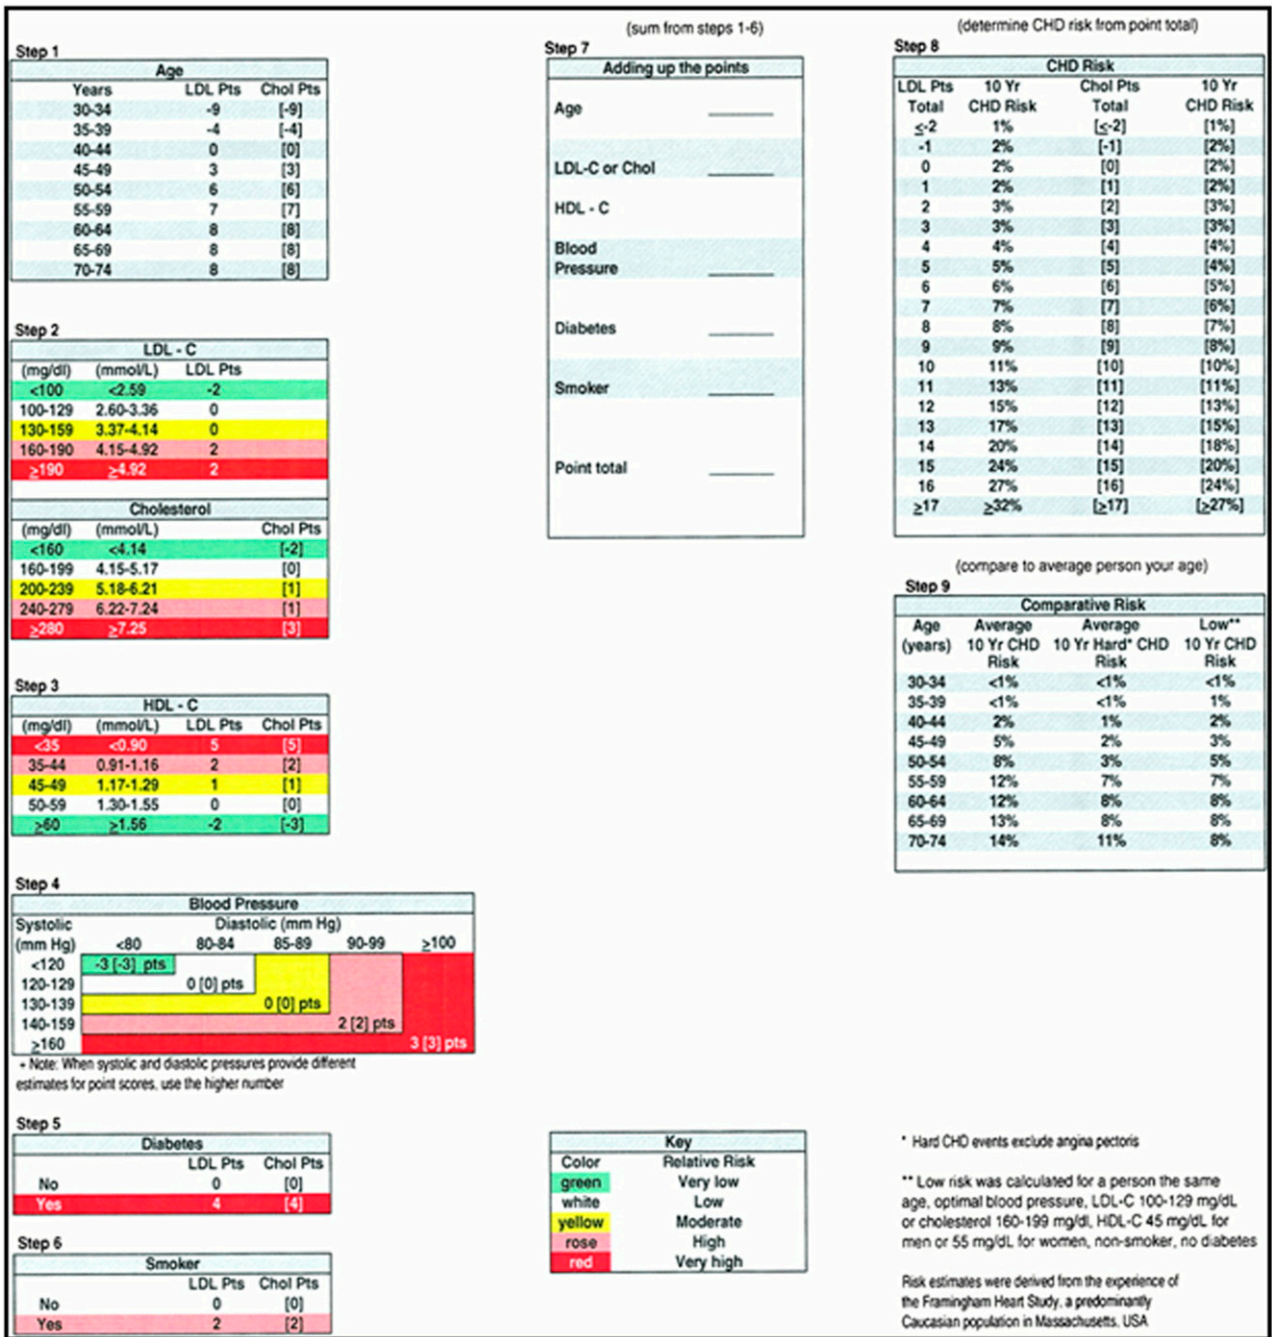 Step 1
Age
Years LDL Pts Chol Pts
30-34 -9 [-9]
35-39 -4 [-4]
40-44 0 [0]
45-49 3 [3]
50-54 6 [6]
55-59 7 [7]
60-64 8 [8]
65-69 8 [8]
70-74 8 [8]
Step 2
LDL - C
(mg/dl) (mmol/L) LDL Pts
<100 <2.59 -2
100-129 2.60-3.36 0
130-159 3.37-4.14 0
160-190 4.15-4.92 2
≥190 ≥4.92 2
Cholesterol
(mg/dl) (mmol/L) Chol Pts
<160 <4.14 [-2]
160-199 4.15-5.17 [0]
200-239 5.18-6.21 [1]
240-279 6.22-7.24 [1]
≥280 ≥7.25 [3]
Step 3
HDL - C
(mg/dl) (mmol/L) LDL Pts Chol Pts
<35 <0.90 5 [5]
35-44 0.91-1.16 2 [2]
45-49 1.17-1.29 1 [1]
50-59 1.30-1.55 0 [0]
≥60 ≥1.56 -2 [-3]
Step 4
Blood Pressure
Systolic Diastolic (mm Hg)
(mm Hg) <80 80-84 85-89 90-99 ≥100
<120 -3 [-3] pts
120-129 0 [0] pts
130-139 0 [0] pts
140-159 2 [2] pts
≥160 3 [3] pts
+ Note: When systolic and diastolic pressures provide different
estimates for point scores, use the higher number
Step 5
Diabetes
LDL Pts Chol Pts
No 0 [0]
Yes 4 [4]
Step 6
Smoker
LDL Pts Chol Pts
No 0 [0]
Yes 2 [2]
(sum from steps 1-6)
Step 7
Adding up the points
Age
LDL-C or Chol
HDL - C
Blood
Pressure
Diabetes
Smoker
Point total
Key
Color Relative Risk
green Very low
white Low
yellow Moderate
rose High
red Very high
(determine CHD risk from point total)
Step 8
CHD Risk
LDL Pts 10 Yr Chol Pts 10 Yr
Total CHD Risk Total CHD Risk
≤-2 1% [≤-2] [1%]
-1 2% [-1] [2%]
0 2% [0] [2%]
1 2% [1] [2%]
2 3% [2] [3%]
3 3% [3] [3%]
4 4% [4] [4%]
5 5% [5] [4%]
6 6% [6] [5%]
7 7% [7] [6%]
8 8% [8] [7%]
9 9% [9] [8%]
10 11% [10] [10%]
11 13% [11] [11%]
12 15% [12] [13%]
13 17% [13] [15%]
14 20% [14] [18%]
15 24% [15] [20%]
16 27% [16] [24%]
≥17 ≥32% [≥17] [≥27%]
(compare to average person your age)
Step 9
Comparative Risk
Age Average Average Low**
(years) 10 Yr CHD 10 Yr Hard* CHD 10 Yr CHD
Risk Risk Risk
30-34 <1% <1% <1%
35-39 <1% <1% 1%
40-44 2% 1% 2%
45-49 5% 2% 3%
50-54 8% 3% 5%
55-59 12% 7% 7%
60-64 12% 8% 8%
65-69 13% 8% 8%
70-74 14% 11% 8%
* Hard CHD events exclude angina pectoris
** Low risk was calculated for a person the same
age, optimal blood pressure, LDL-C 100-129 mg/dL
or cholesterol 160-199 mg/dl, HDL-C 45 mg/dL for
men or 55 mg/dL for women, non-smoker, no diabetes
Risk estimates were derived from the experience of
the Framingham Heart Study, a predominantly
Caucasian population in Massachusetts, USA